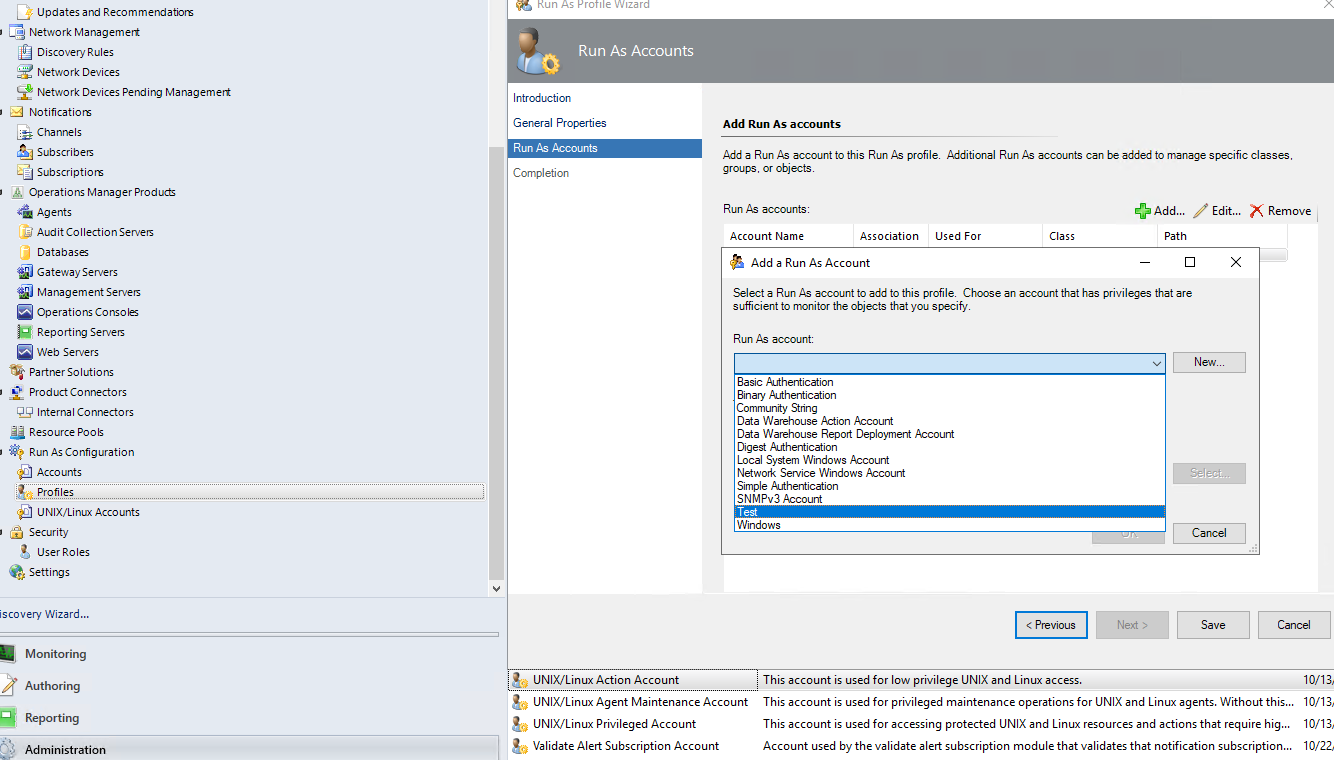 Updates and Recommendations
Network Management
Discovery Rules
Network Devices
Network Devices Pending Management
Notifications
Channels
Subscribers
Subscriptions
Operations Manager Products
Agents
Audit Collection Servers
Databases
Gateway Servers
Management Servers
Operations Consoles
Reporting Servers
Web Servers
Partner Solutions
Product Connectors
Internal Connectors
Resource Pools
Run As Configuration
Accounts
Profiles
UNIX/Linux Accounts
Security
User Roles
Settings
iscovery Wizard...
Monitoring
Authoring
Reporting
Administration
Run As Profile Wizard
Run As Accounts
Introduction
General Properties
Run As Accounts
Completion
Add Run As accounts
Add a Run As account to this Run As profile. Additional Run As accounts can be added to manage specific classes,
groups, or objects.
Run As accounts:
Add... Edit... Remove
Account Name Association Used For Class Path
Add a Run As Account
Select a Run As account to add to this profile. Choose an account that has privileges that are
sufficient to monitor the objects that you specify.
Run As account:
New...
Basic Authentication
Binary Authentication
Community String
Data Warehouse Action Account
Data Warehouse Report Deployment Account
Digest Authentication
Local System Windows Account
Network Service Windows Account
Simple Authentication
SNMPv3 Account
Test
Windows
Select...
OK Cancel
< Previous Next > Save Cancel
UNIX/Linux Action Account This account is used for low privilege UNIX and Linux access. 10/13/
UNIX/Linux Agent Maintenance Account This account is used for privileged maintenance operations for UNIX and Linux agents. Without this... 10/13/
UNIX/Linux Privileged Account This account is used for accessing protected UNIX and Linux resources and actions that require hig... 10/13/
Validate Alert Subscription Account Account used by the validate alert subscription module that validates that notification subscription... 10/22/